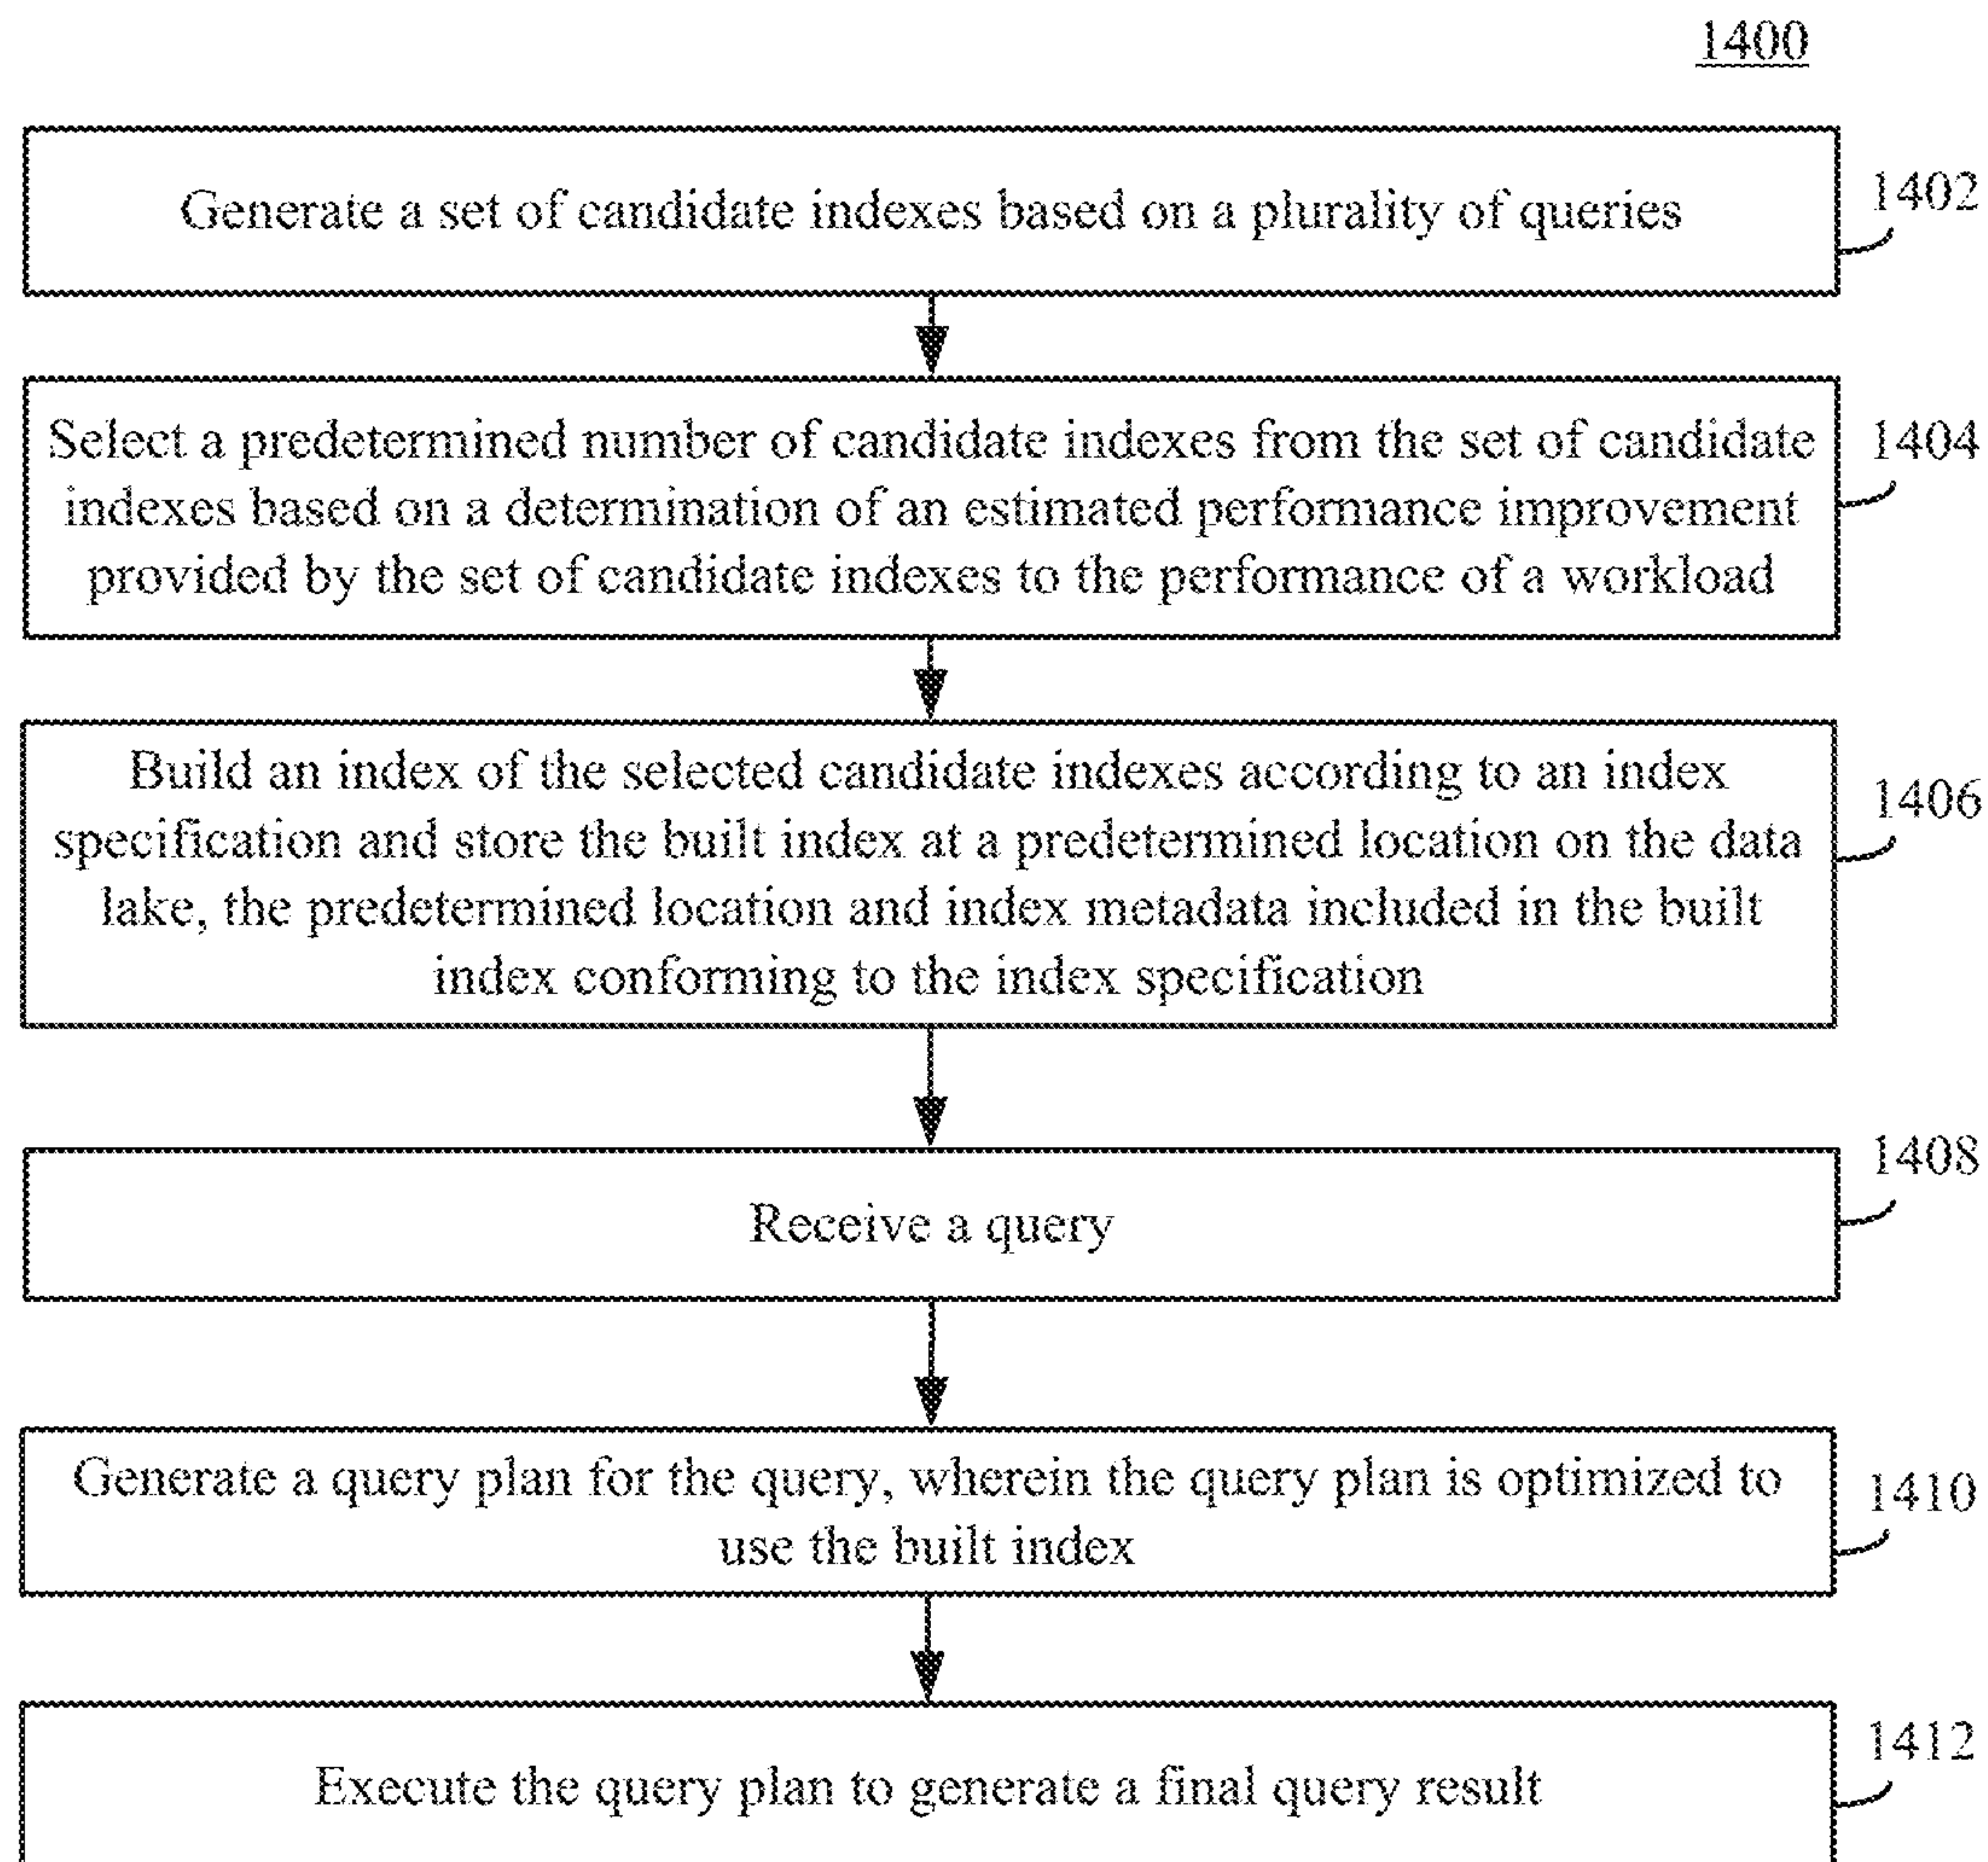 1400
Generate a set of candidate indexes based on a plurality of queries
1402
Select a predetermined number of candidate indexes from the set of candidate
indexes based on a determination of an estimated performance improvement
provided by the set of candidate indexes to the performance of a workload
1404
Build an index of the selected candidate indexes according to an index
specification and store the built index at a predetermined location on the data
lake, the predetermined location and index metadata included in the built
index conforming to the index specification
1406
Receive a query
1408
Generate a query plan for the query, wherein the query plan is optimized to
use the built index
1410
Execute the query plan to generate a final query result
1412